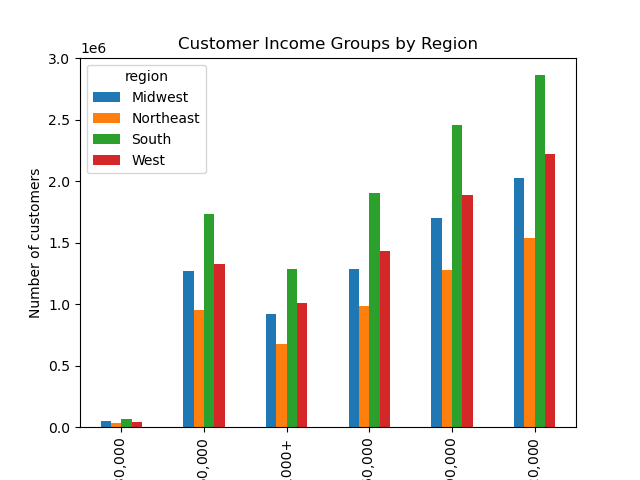 Customer Income Groups by Region
1e6
3.0
2.5
2.0
1.5
1.0
0.5
0.0
Number of customers
region
Midwest
Northeast
South
West